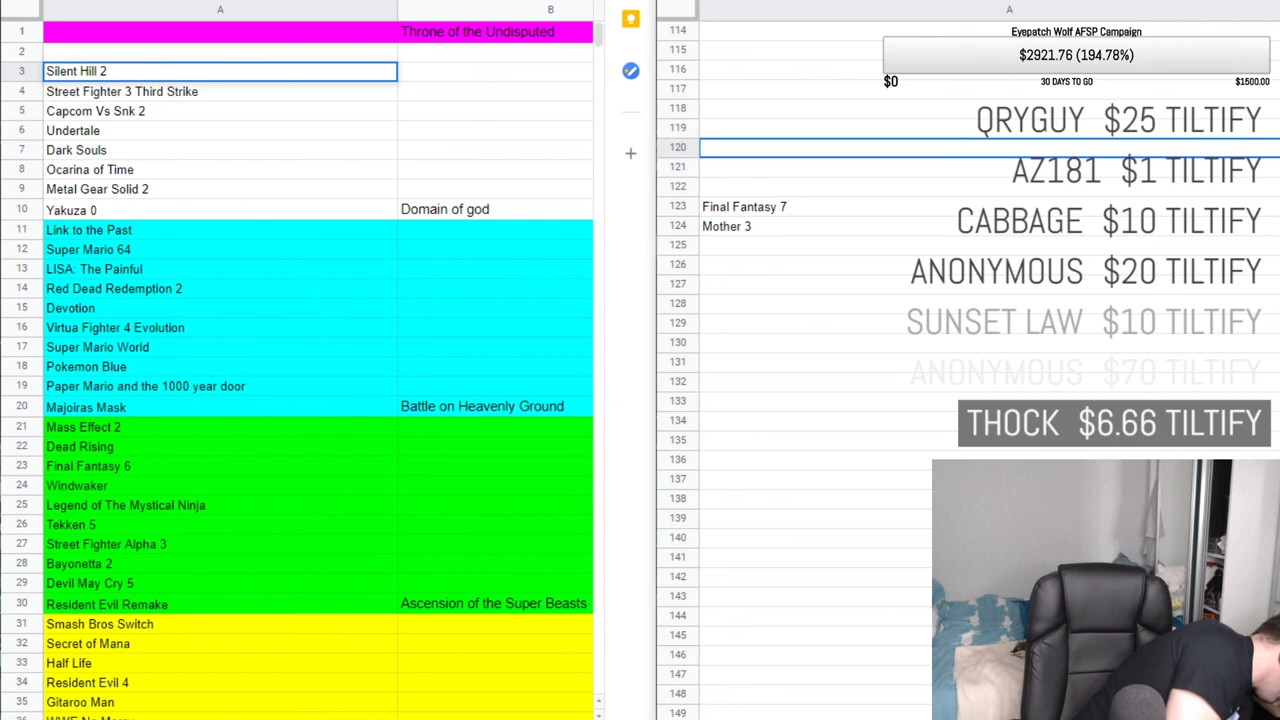 A
B
1
Throne of the Undisputed
2
3
Silent Hill 2
4
Street Fighter 3 Third Strike
5
Capcom Vs Snk 2
6
Undertale
7
Dark Souls
8
Ocarina of Time
9
Metal Gear Solid 2
10
Yakuza 0
Domain of god
11
Link to the Past
12
Super Mario 64
13
LISA: The Painful
14
Red Dead Redemption 2
15
Devotion
16
Virtua Fighter 4 Evolution
17
Super Mario World
18
Pokemon Blue
19
Paper Mario and the 1000 year door
20
Majoiras Mask
Battle on Heavenly Ground
21
Mass Effect 2
22
Dead Rising
23
Final Fantasy 6
24
Windwaker
25
Legend of The Mystical Ninja
26
Tekken 5
27
Street Fighter Alpha 3
28
Bayonetta 2
29
Devil May Cry 5
30
Resident Evil Remake
Ascension of the Super Beasts
31
Smash Bros Switch
32
Secret of Mana
33
Half Life
34
Resident Evil 4
35
Gitaroo Man
A
114
115
116
117
118
119
120
121
122
123
Final Fantasy 7
124
Mother 3
125
126
127
128
129
130
131
132
133
134
135
136
137
138
139
140
141
142
143
144
145
146
147
148
149
Eyepatch Wolf AFSP Campaign
$2921.76 (194.78%)
$0
30 DAYS TO GO
$1500.00
QRYGUY $25 TILTIFY
AZ181 $1 TILTIFY
CABBAGE $10 TILTIFY
ANONYMOUS $20 TILTIFY
SUNSET LAW $10 TILTIFY
ANONYMOUS $70 TILTIFY
THOCK $6.66 TILTIFY